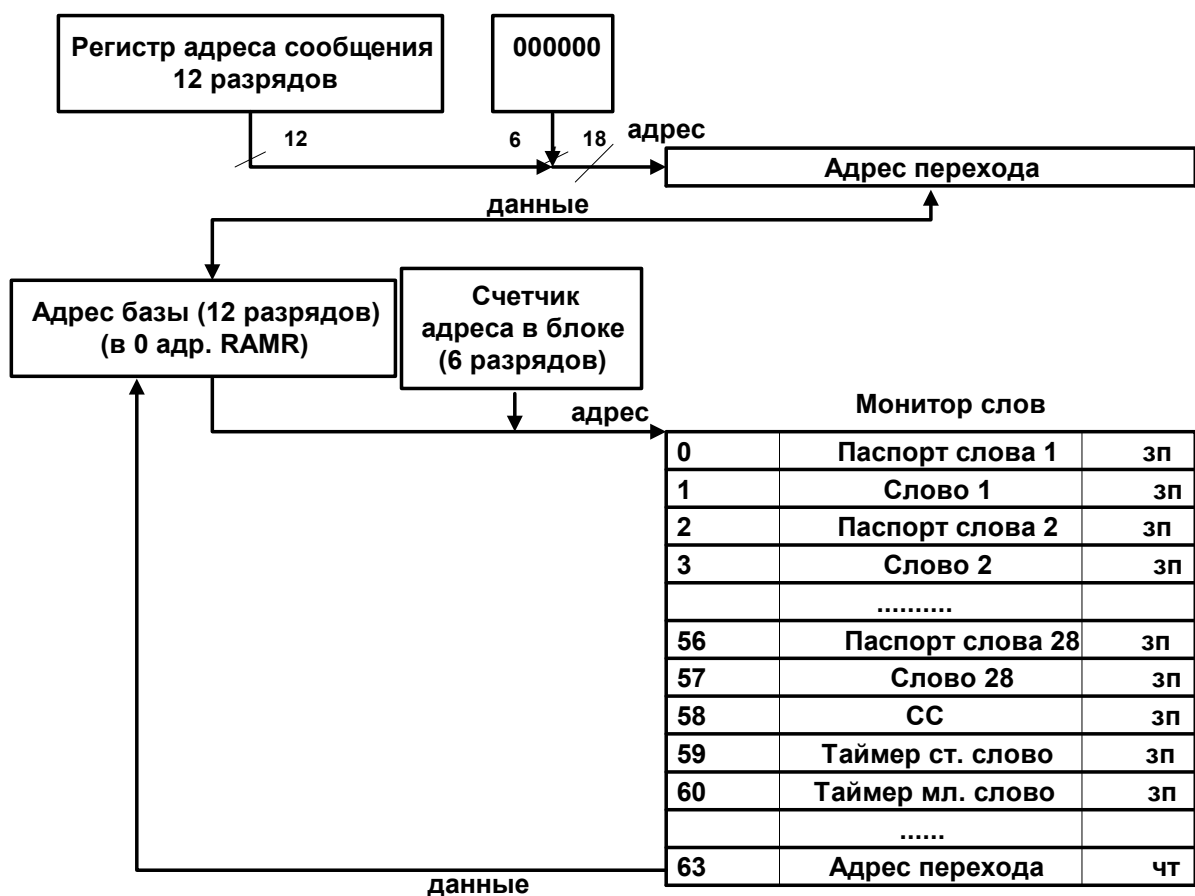 Регистр адреса сообщения
12 разрядов
000000
12
6
18
адрес
Адрес перехода
данные
Адрес базы (12 разрядов)
(в 0 адр. RAMR)
Счетчик
адреса в блоке
(6 разрядов)
адрес
Монитор слов
0 Паспорт слова 1 зп
1 Слово 1 зп
2 Паспорт слова 2 зп
3 Слово 2 зп
..........
56 Паспорт слова 28 зп
57 Слово 28 зп
58 СС зп
59 Таймер ст. слово зп
60 Таймер мл. слово зп
......
63 Адрес перехода чт
данные